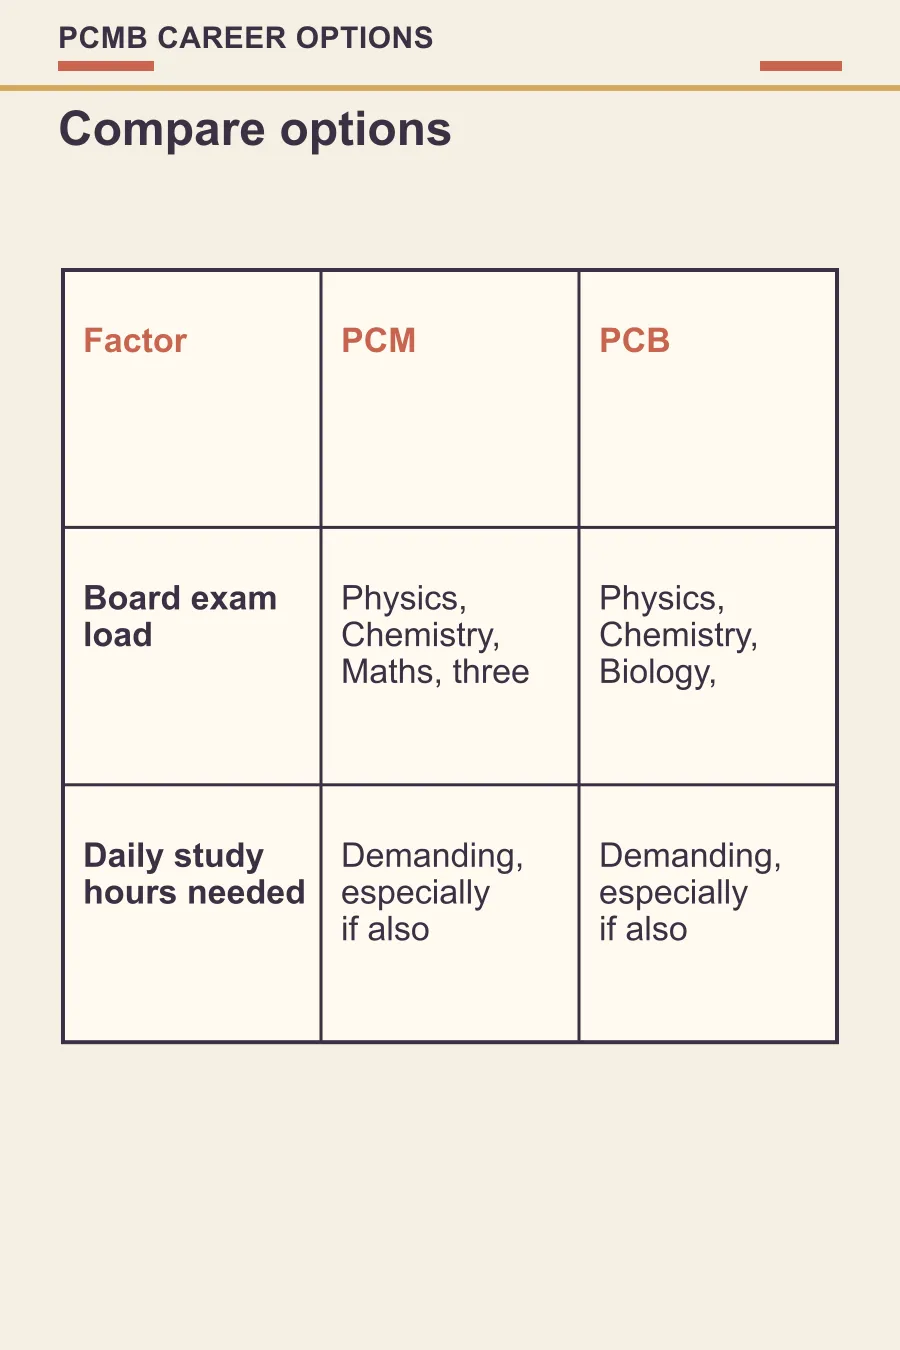 PCMB CAREER OPTIONS
Compare options
Factor
PCM
PCB
Board exam
load
Physics,
Chemistry,
Maths, three
Physics,
Chemistry,
Biology,
Daily study
hours needed
Demanding,
especially
if also
Demanding,
especially
if also